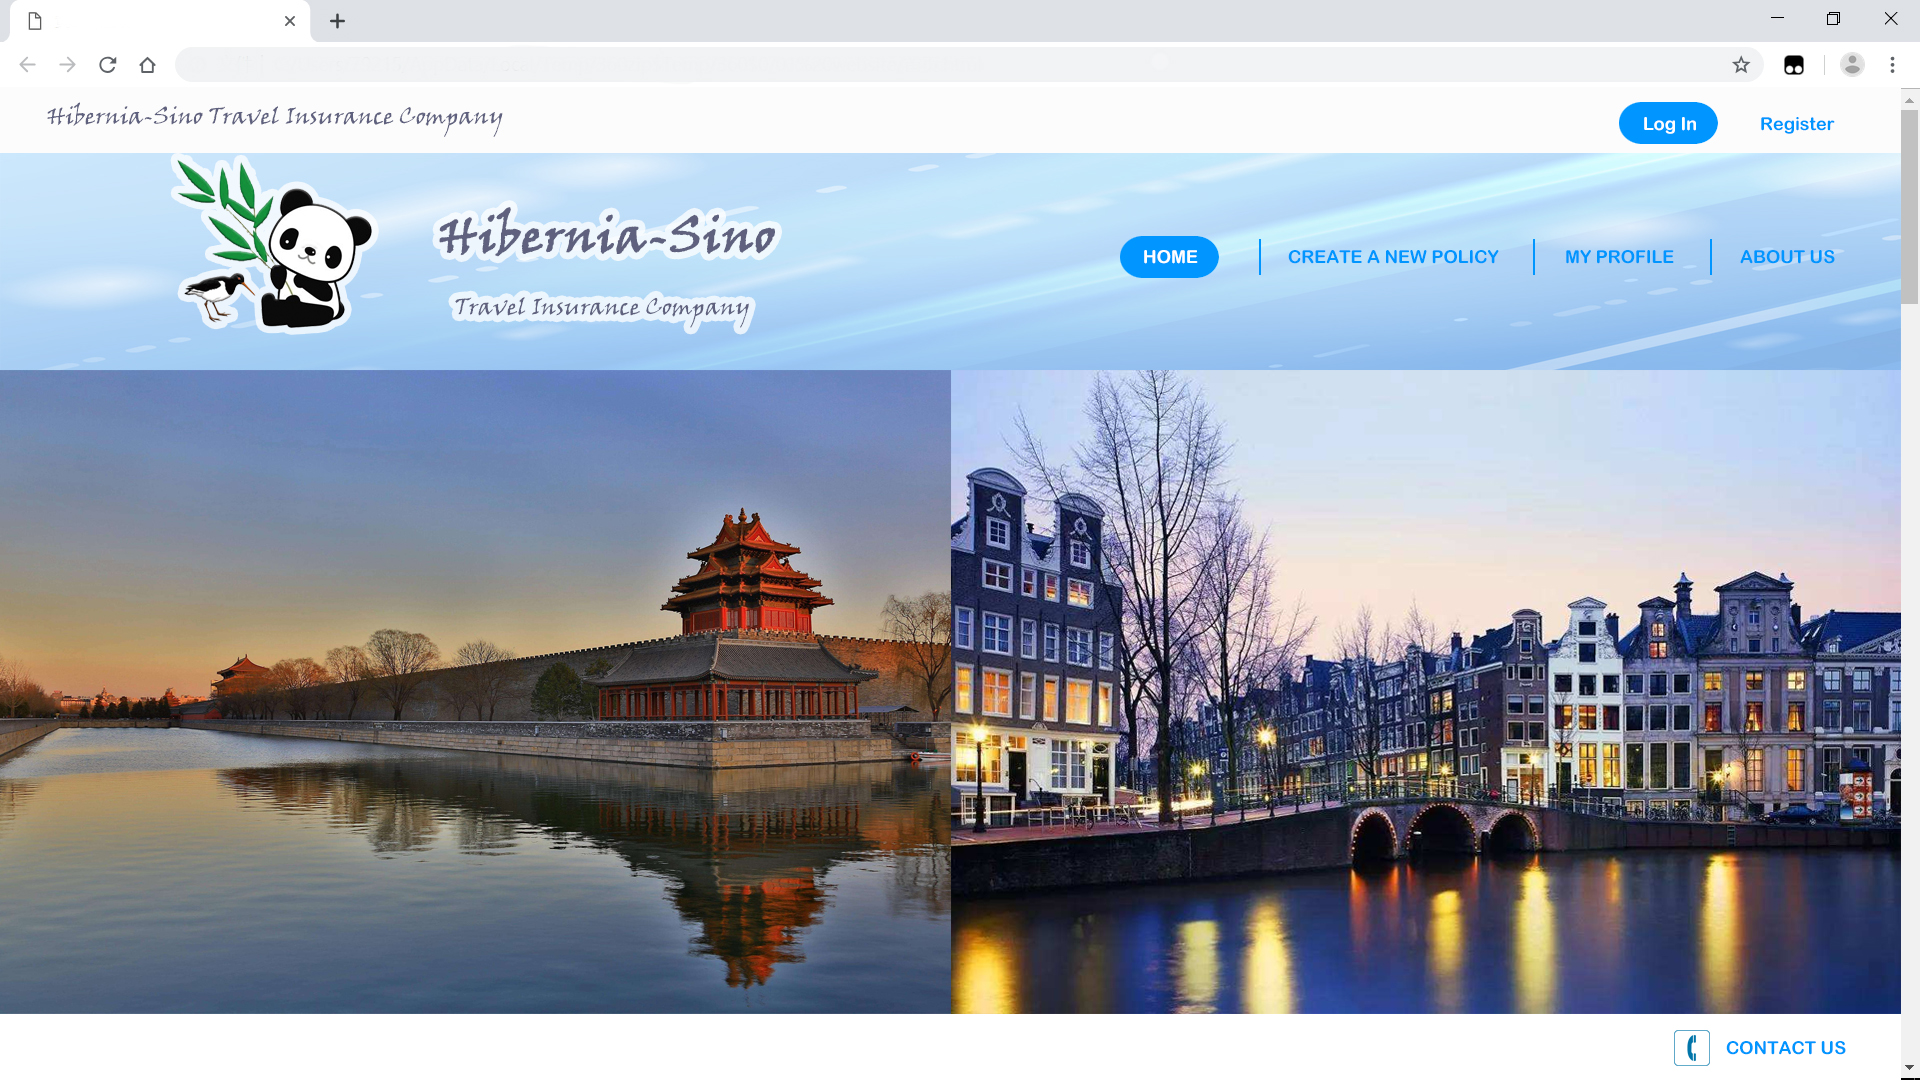 Hibernia-Sino Travel Insurance Company
Log In
Register
Hibernia-Sino
Travel Insurance Company
HOME
CREATE A NEW POLICY
MY PROFILE
ABOUT US
CONTACT US